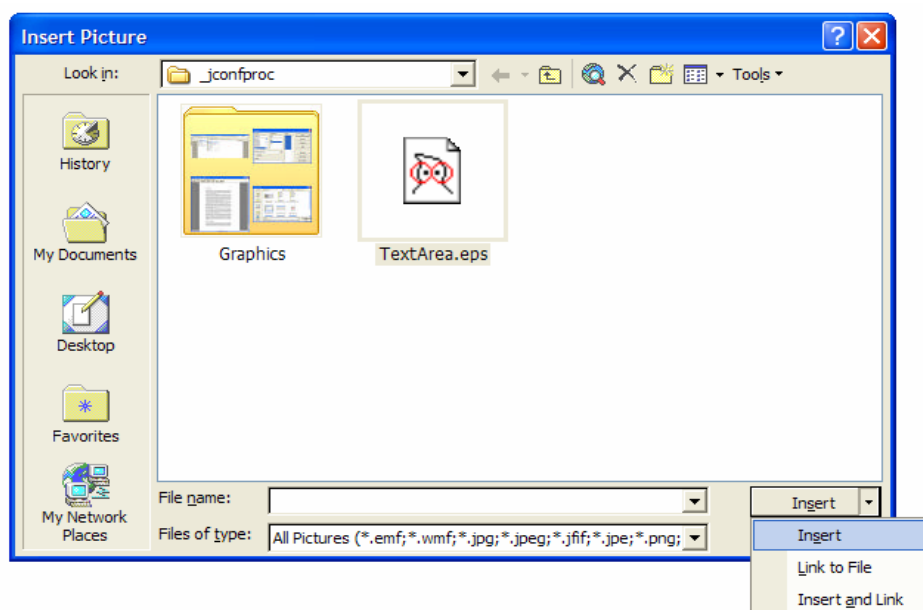 Insert Picture
Look in:
_jconfproc
Tools
History
My Documents
Desktop
Favorites
My Network
Places
Graphics
TextArea.eps
File name:
Insert
Files of type:
All Pictures (*.emf;*.wmf;*.jpg;*.jpeg;*.jfif;*.jpe;*.png;
Insert
Link to File
Insert and Link